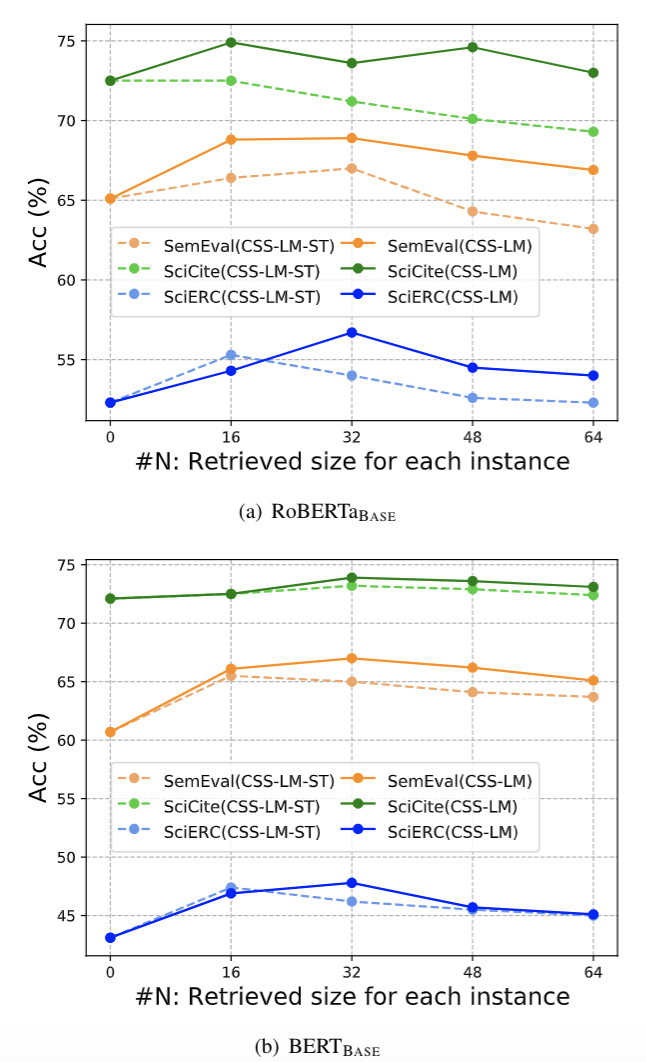 75
70
65
60
55
Acc (%)
SemEval(CSS-LM-ST) SemEval(CSS-LM)
SciCite(CSS-LM-ST) SciCite(CSS-LM)
SciERC(CSS-LM-ST) SciERC(CSS-LM)
0 16 32 48 64
#N: Retrieved size for each instance
(a) RoBERTaBASE
75
70
65
60
55
50
45
Acc (%)
SemEval(CSS-LM-ST) SemEval(CSS-LM)
SciCite(CSS-LM-ST) SciCite(CSS-LM)
SciERC(CSS-LM-ST) SciERC(CSS-LM)
0 16 32 48 64
#N: Retrieved size for each instance
(b) BERTBASE